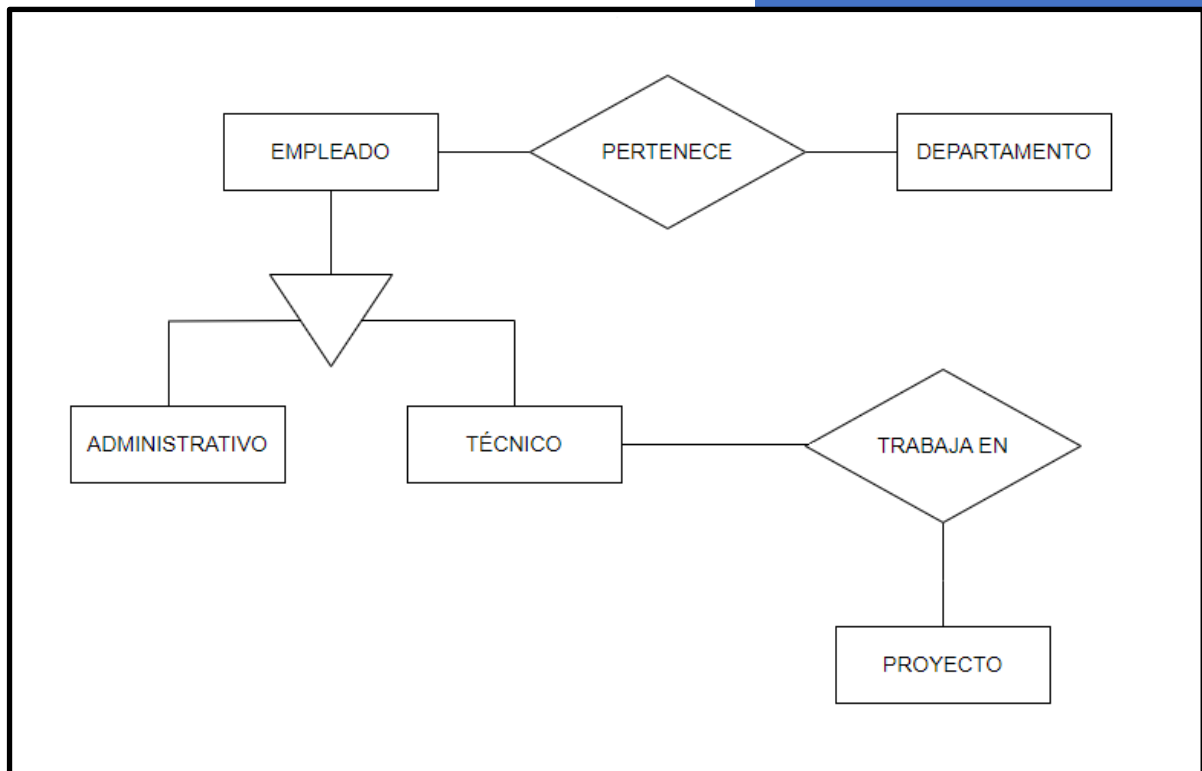 EMPLEADO
PERTENECE
DEPARTAMENTO
ADMINISTRATIVO
TÉCNICO
TRABAJA EN
PROYECTO